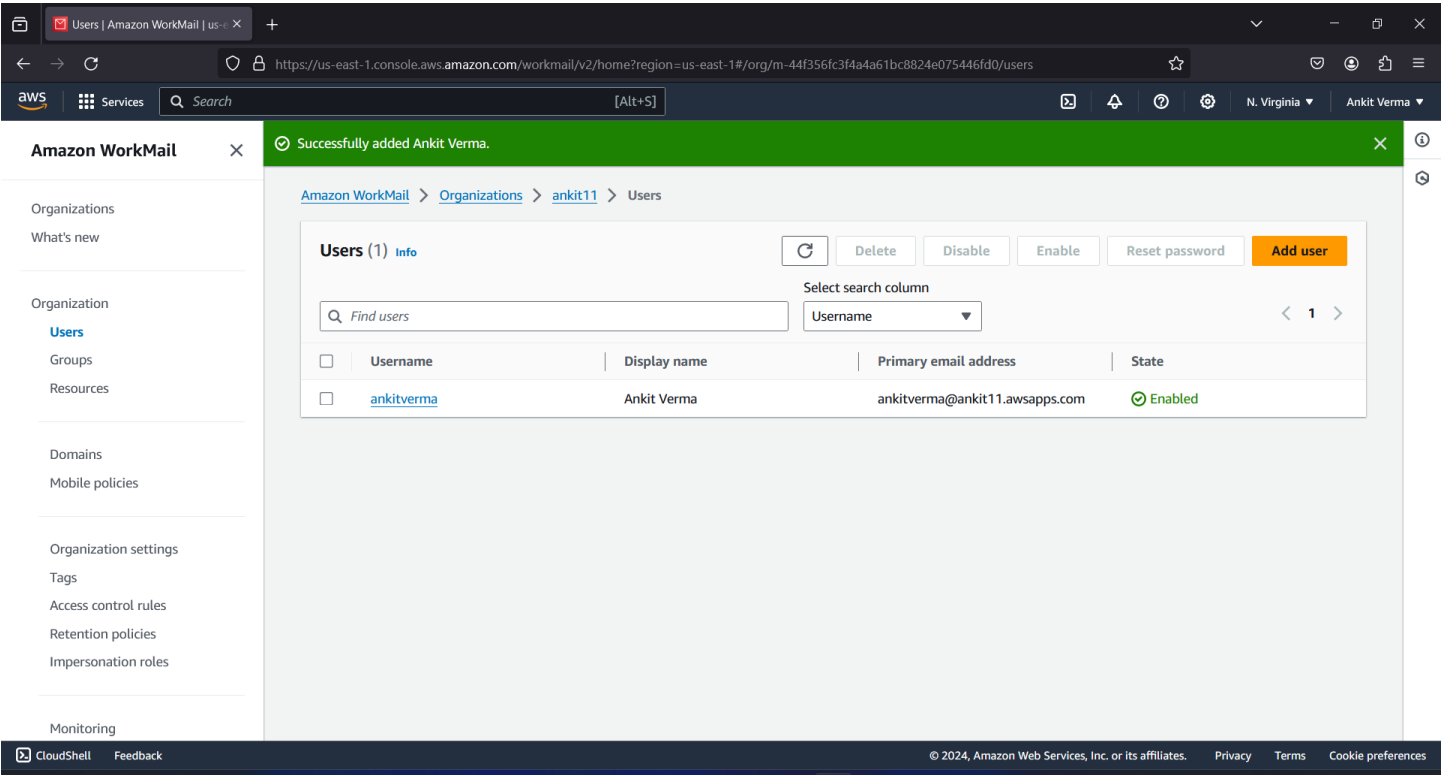 Users | Amazon WorkMail | us-e
https://us-east-1.console.aws.amazon.com/workmail/v2/home?region=us-east-1#/org/m-44f356fc3f4a4a61bc8824e075446fd0/users
aws Services Search [Alt+S] N. Virginia Ankit Verma
Amazon WorkMail
Organizations
What's new
Organization
Users
Groups
Resources
Domains
Mobile policies
Organization settings
Tags
Access control rules
Retention policies
Impersonation roles
Monitoring
Successfully added Ankit Verma.
Amazon WorkMail Organizations ankit11 Users
Users (1) Info Delete Disable Enable Reset password Add user
Select search column
Find users Username 1
Username Display name Primary email address State
ankitverma Ankit Verma ankitverma@ankit11.awsapps.com Enabled
CloudShell Feedback © 2024, Amazon Web Services, Inc. or its affiliates. Privacy Terms Cookie preferences